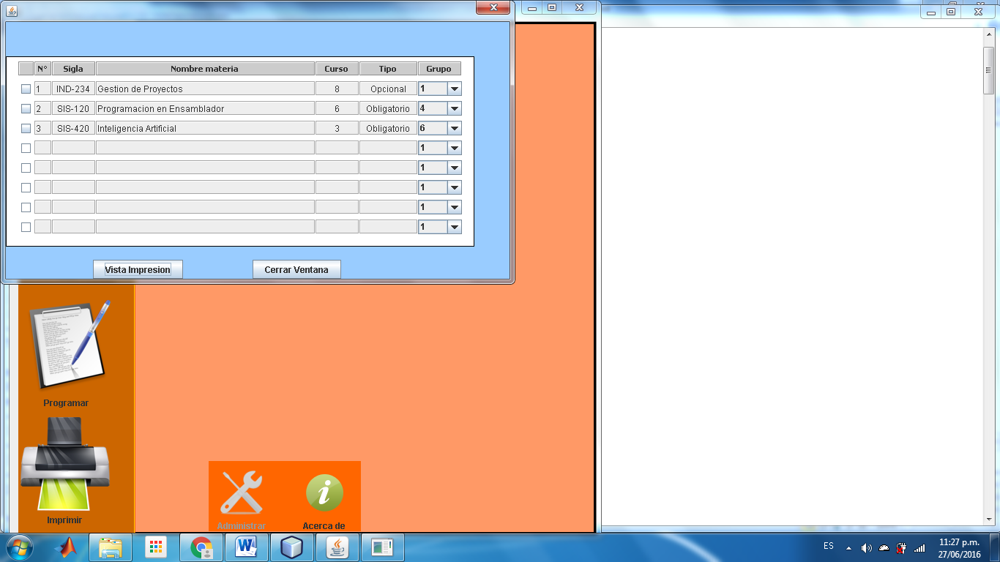 N° Sigla Nombre materia Curso Tipo Grupo
1 IND-234 Gestion de Proyectos 8 Opcional 1
2 SIS-120 Programacion en Ensamblador 6 Obligatorio 4
3 SIS-420 Inteligencia Artificial 3 Obligatorio 6
1
1
1
1
1
Vista Impresion Cerrar Ventana
Programar
Imprimir
Administrar Acerca de
ES 11:27 p.m.
27/06/2016